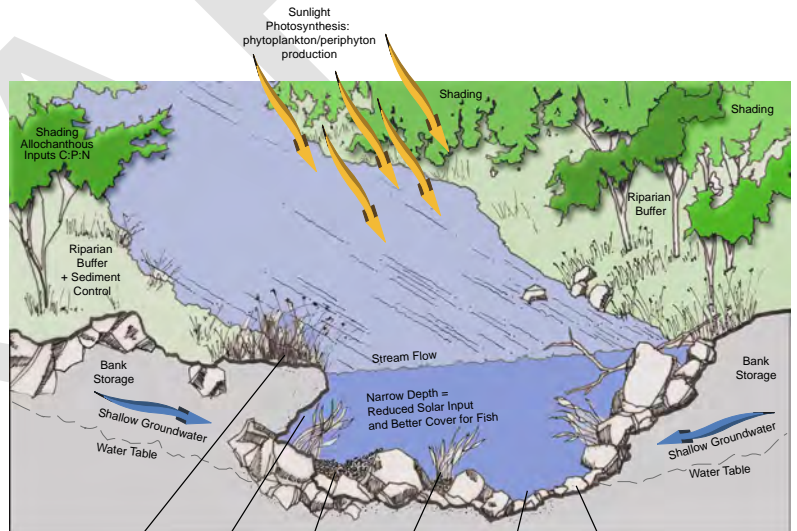 Sunlight
Photosynthesis:
phytoplankton/periphyton
production
Shading
Shading
Shading
Allochanthous
Inputs C:P:N
Riparian
Buffer
Riparian
Buffer
+ Sediment
Control
Stream Flow
Bank
Storage
Bank
Storage
Narrow Depth =
Reduced Solar Input
and Better Cover for Fish
Shallow Groundwater
Shallow Groundwater
Water Table
Water Table